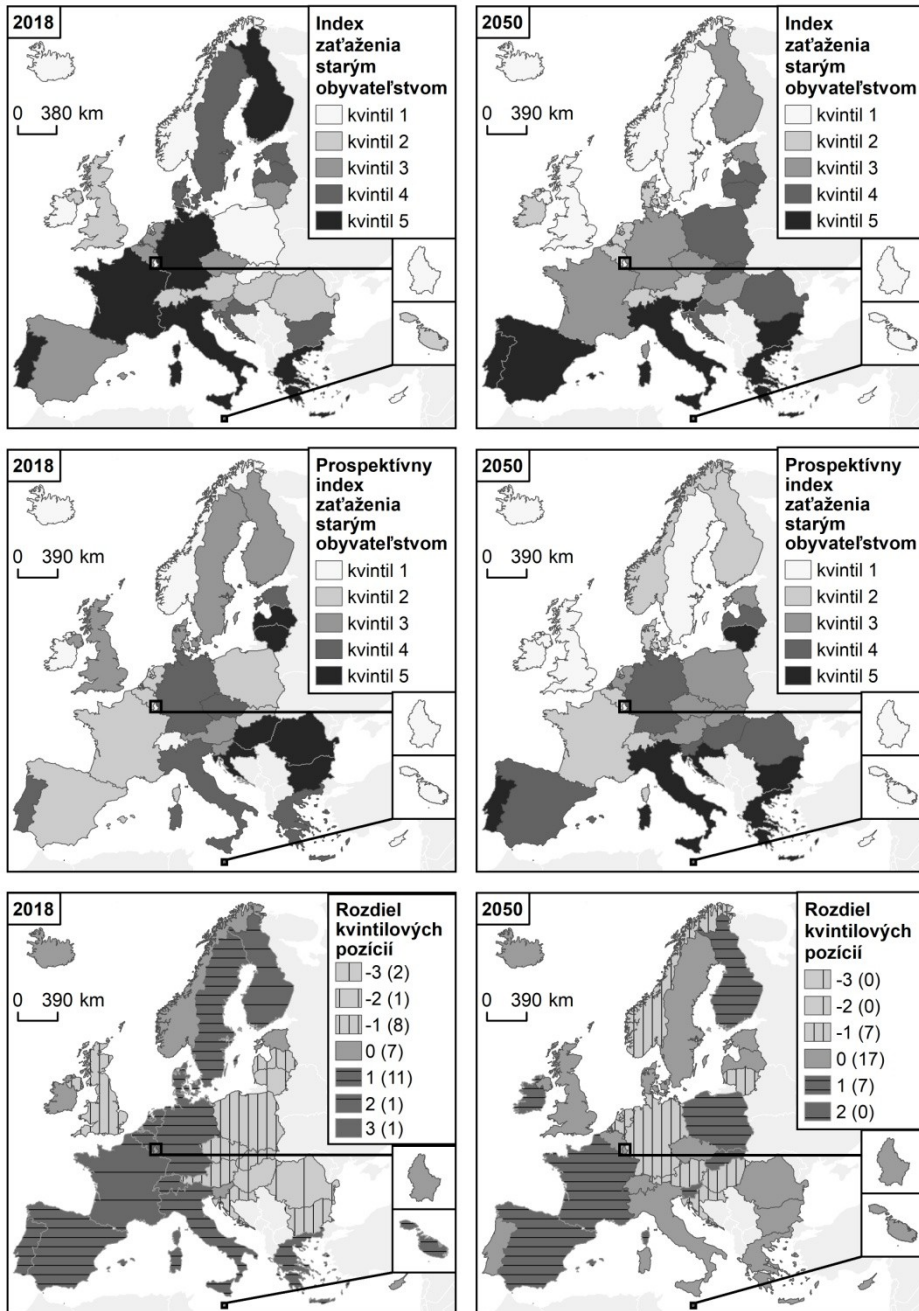 2018
Index
zaťaženia
starým
obyvateľstvom
kvintil 1
kvintil 2
kvintil 3
kvintil 4
kvintil 5
0 380 km
2050
Index
zaťaženia
starým
obyvateľstvom
kvintil 1
kvintil 2
kvintil 3
kvintil 4
kvintil 5
0 390 km
2018
Prospektívny
index
zaťaženia
starým
obyvateľstvom
kvintil 1
kvintil 2
kvintil 3
kvintil 4
kvintil 5
0 390 km
2050
Prospektívny
index
zaťaženia
starým
obyvateľstvom
kvintil 1
kvintil 2
kvintil 3
kvintil 4
kvintil 5
0 390 km
2018
Rozdiel
kvintilových
pozícií
-3 (2)
-2 (1)
-1 (8)
0 (7)
1 (11)
2 (1)
3 (1)
0 390 km
2050
Rozdiel
kvintilových
pozícií
-3 (0)
-2 (0)
-1 (7)
0 (17)
1 (7)
2 (0)
0 390 km